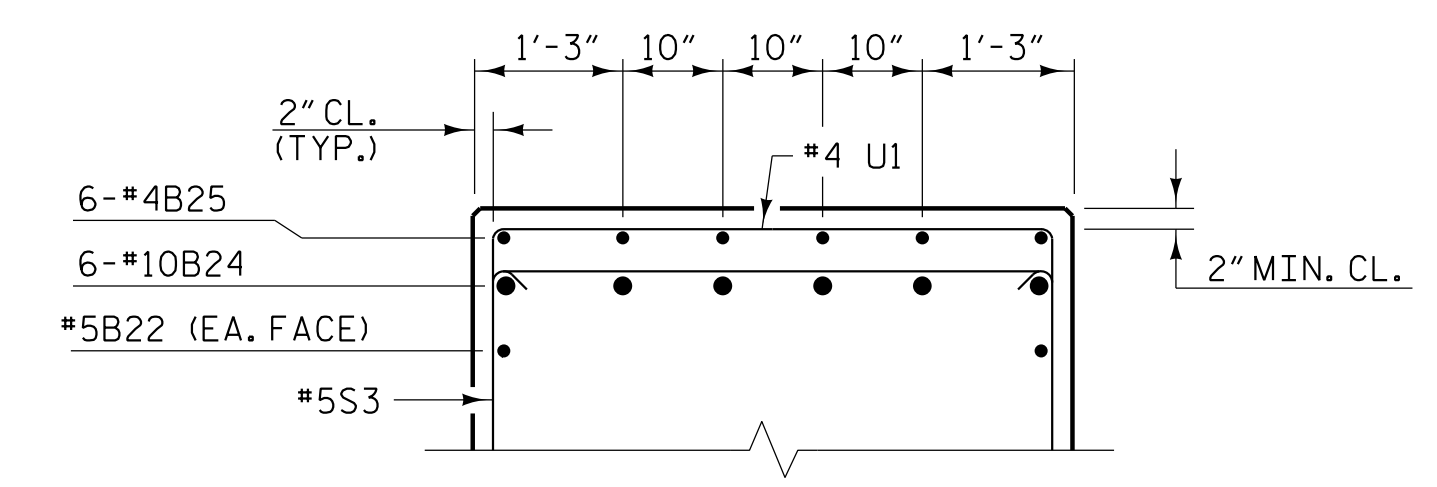 1'-3" 10" 10" 10" 1'-3"
2" CL.
(TYP.)
#4 U1
6-#4B25
6-#10B24
2" MIN. CL.
#5B22 (EA. FACE)
#5S3